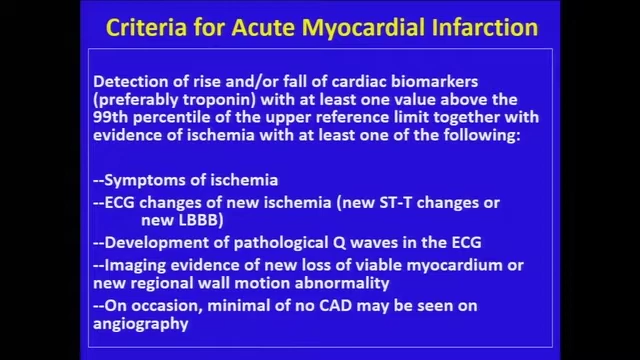 Criteria for Acute Myocardial Infarction
Detection of rise and/or fall of cardiac biomarkers
(preferably troponin) with at least one value above the
99th percentile of the upper reference limit together with
evidence of ischemia with at least one of the following:
--Symptoms of ischemia
--ECG changes of new ischemia (new ST-T changes or
new LBBB)
--Development of pathological Q waves in the ECG
--Imaging evidence of new loss of viable myocardium or
new regional wall motion abnormality
--On occasion, minimal of no CAD may be seen on
angiography